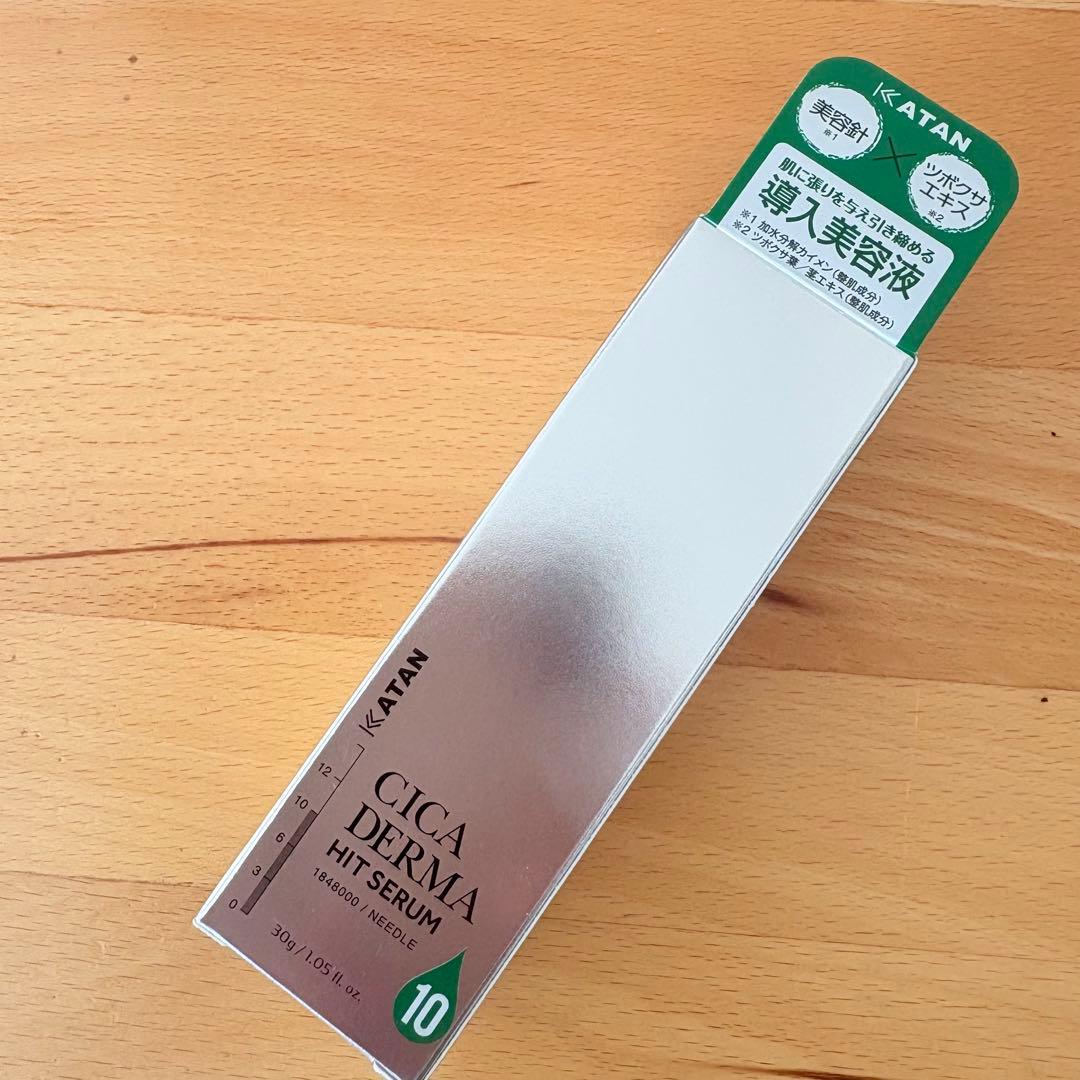 KATAN
美容針
※1
×
ツボクサ
エキス
※2
肌に張りを与え引き締める
導入美容液
※1 加水分解カイメン(整肌成分)
※2 ツボクサ葉/茎エキス(整肌成分)
KATAN
12
10
6
3
0
CICA
DERMA
HIT SERUM
1848000 / NEEDLE
30g / 1.05 fl. oz.
10